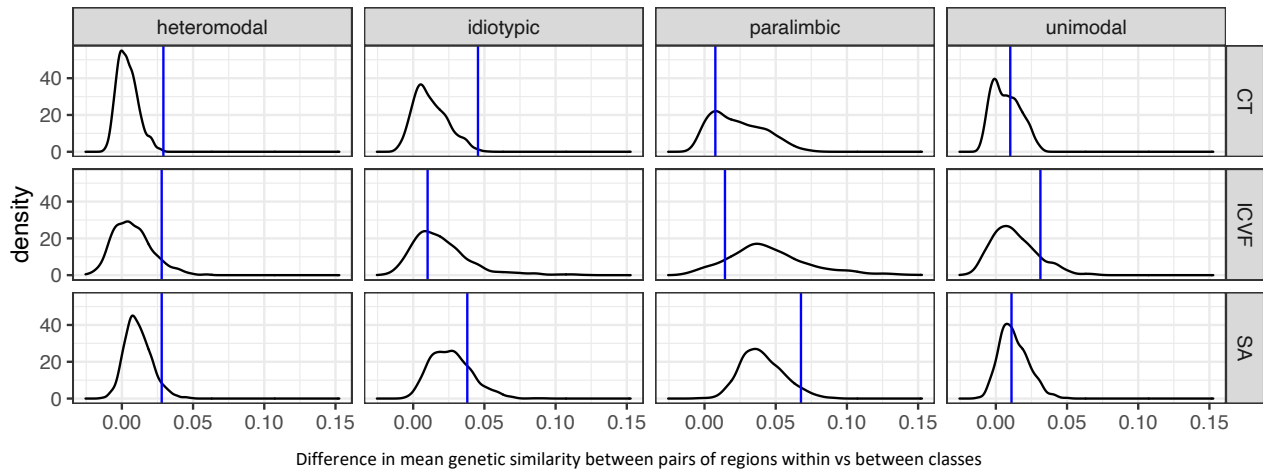 heteromodal idiotypic paralimbic unimodal
40
20
0
CT
40
20
0
ICVF
40
20
0
SA
density
0.00 0.05 0.10 0.15 0.00 0.05 0.10 0.15 0.00 0.05 0.10 0.15 0.00 0.05 0.10 0.15
Difference in mean genetic similarity between pairs of regions within vs between classes